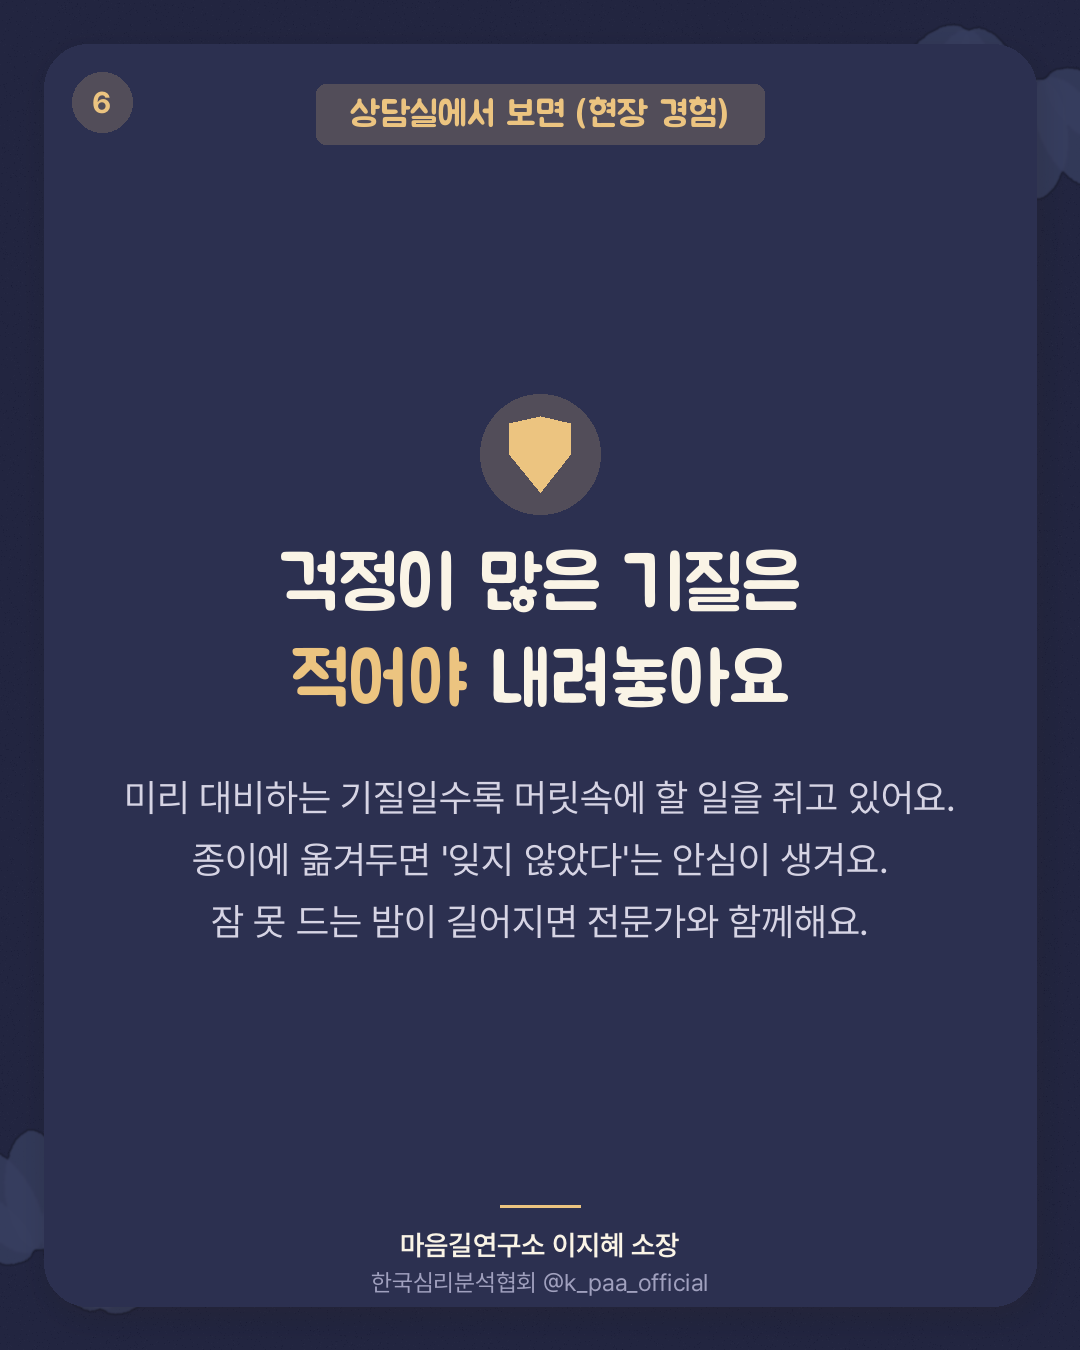 6
상담실에서 보면 (현장 경험)
걱정이 많은 기질은
적어야 내려놓아요
미리 대비하는 기질일수록 머릿속에 할 일을 쥐고 있어요.
종이에 옮겨두면 '잊지 않았다'는 안심이 생겨요.
잠 못 드는 밤이 길어지면 전문가와 함께해요.
마음길연구소 이지혜 소장
한국심리분석협회 @k_paa_official